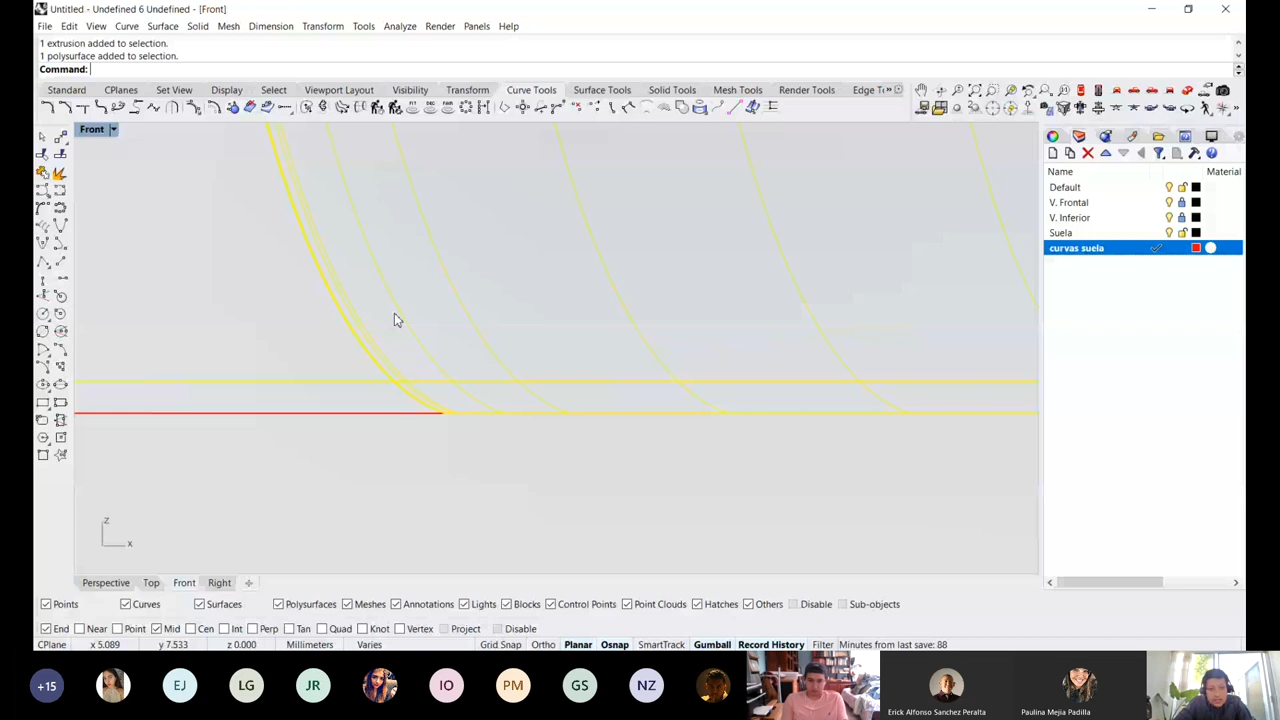 Untitled - Undefined 6 Undefined - [Front]
File Edit View Curve Surface Solid Mesh Dimension Transform Tools Analyze Render Panels Help
1 extrusion added to selection.
1 polysurface added to selection.
Command:
Standard CPlanes Set View Display Select Viewport Layout Visibility Transform Curve Tools Surface Tools Solid Tools Mesh Tools Render Tools Edge T
Front
Name Material
Default
V. Frontal
V. Inferior
Suela
curvas suela
z
x
Perspective Top Front Right
Points Curves Surfaces Polysurfaces Meshes Annotations Lights Blocks Control Points Point Clouds Hatches Others Disable Sub-objects
End Near Point Mid Cen Int Perp Tan Quad Knot Vertex Project Disable
CPlane x 5.089 y 7.533 z 0.000 Millimeters Varies Grid Snap Ortho Planar Osnap SmartTrack Gumball Record History Filter Minutes from last save: 88
+15 EJ LG JR IO PM GS NZ
Erick Alfonso Sanchez Peralta Paulina Mejia Padilla